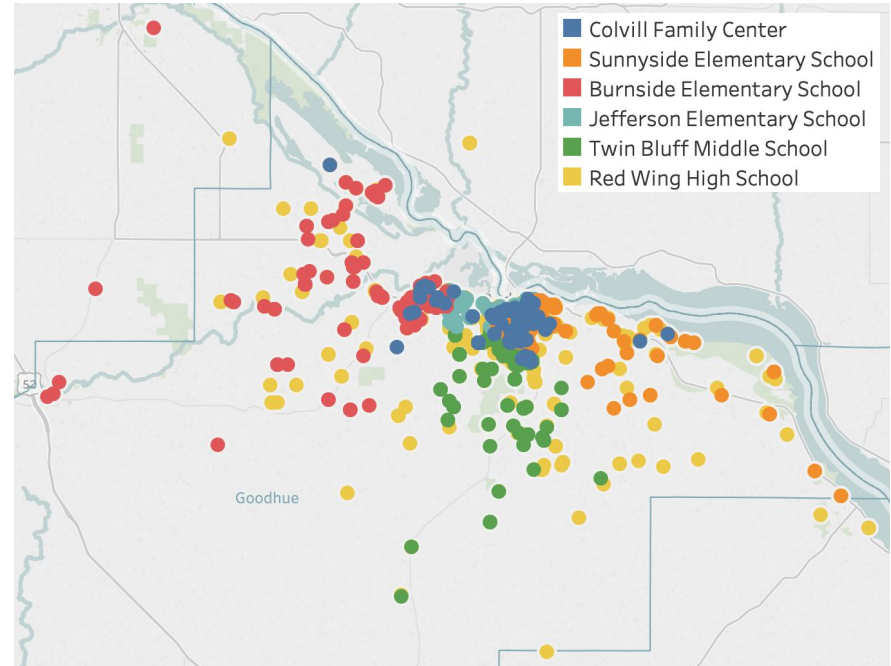 Colvill Family Center
Sunnyside Elementary School
Burnside Elementary School
Jefferson Elementary School
Twin Bluff Middle School
Red Wing High School
52
Goodhue